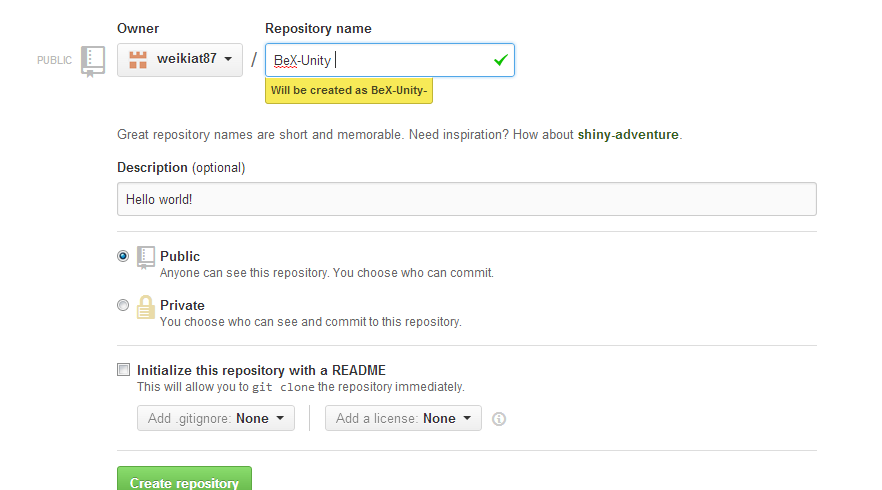 Owner Repository name
PUBLIC weikiat87 / BeX-Unity
Will be created as BeX-Unity-
Great repository names are short and memorable. Need inspiration? How about shiny-adventure.
Description (optional)
Hello world!
Public
Anyone can see this repository. You choose who can commit.
Private
You choose who can see and commit to this repository.
Initialize this repository with a README
This will allow you to git clone the repository immediately.
Add .gitignore: None Add a license: None
Create repository